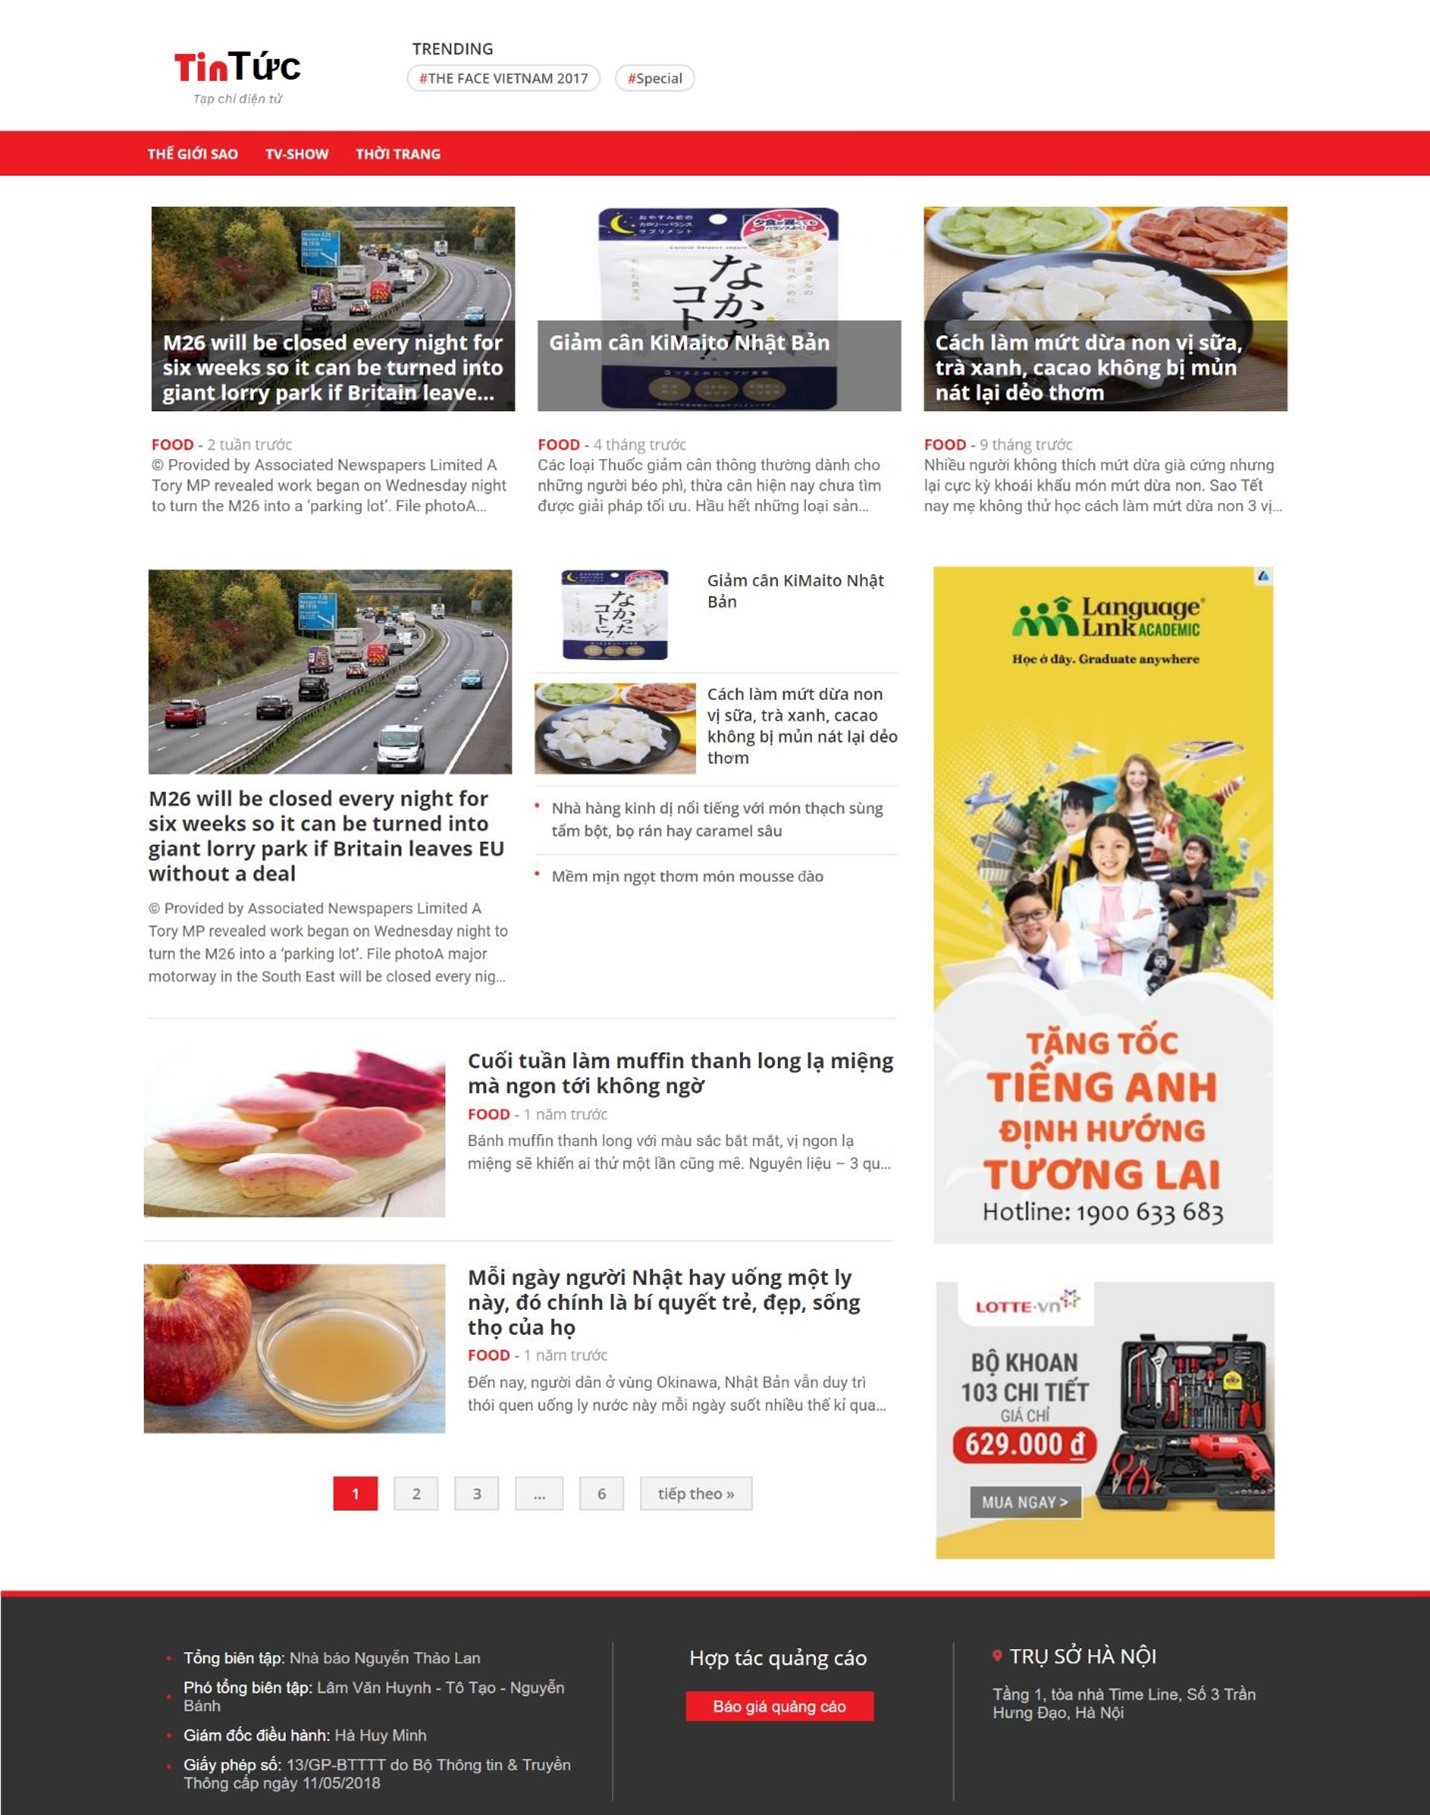 TinTức
Tạp chí điện tử
TRENDING
#THE FACE VIETNAM 2017
#Special
THẾ GIỚI SAO
TV-SHOW
THỜI TRANG
M26 will be closed every night for
six weeks so it can be turned into
giant lorry park if Britain leave...
FOOD - 2 tuần trước
© Provided by Associated Newspapers Limited A
Tory MP revealed work began on Wednesday night
to turn the M26 into a ‘parking lot’. File photoA...
なかった
コトに!
Giảm cân KiMaito Nhật Bản
FOOD - 4 tháng trước
Các loại Thuốc giảm cân thông thường dành cho
những người béo phì, thừa cân hiện nay chưa tìm
được giải pháp tối ưu. Hầu hết những loại sản...
Cách làm mứt dừa non vị sữa,
trà xanh, cacao không bị mủn
nát lại dẻo thơm
FOOD - 9 tháng trước
Nhiều người không thích mứt dừa già cứng nhưng
lại cực kỳ khoái khẩu món mứt dừa non. Sao Tết
nay mẹ không thử học cách làm mứt dừa non 3 vị...
M26 will be closed every night for
six weeks so it can be turned into
giant lorry park if Britain leaves EU
without a deal
© Provided by Associated Newspapers Limited A
Tory MP revealed work began on Wednesday night to
turn the M26 into a ‘parking lot’. File photoA major
motorway in the South East will be closed every nig...
なかった
コトに!
Giảm cân KiMaito Nhật
Bản
Cách làm mứt dừa non
vị sữa, trà xanh, cacao
không bị mủn nát lại dẻo
thơm
Nhà hàng kinh dị nổi tiếng với món thạch sùng
tẩm bột, bọ rán hay caramel sâu
Mềm mịn ngọt thơm món mousse đào
Cuối tuần làm muffin thanh long lạ miệng
mà ngon tới không ngờ
FOOD - 1 năm trước
Bánh muffin thanh long với màu sắc bắt mắt, vị ngon lạ
miệng sẽ khiến ai thử một lần cũng mê. Nguyên liệu – 3 qu...
Mỗi ngày người Nhật hay uống một ly
này, đó chính là bí quyết trẻ, đẹp, sống
thọ của họ
FOOD - 1 năm trước
Đến nay, người dân ở vùng Okinawa, Nhật Bản vẫn duy trì
thói quen uống ly nước này mỗi ngày suốt nhiều thế kỉ qua...
1
2
3
...
6
tiếp theo »
Language
Link ACADEMIC
Học ở đây. Graduate anywhere
TĂNG TỐC
TIẾNG ANH
ĐỊNH HƯỚNG
TƯƠNG LAI
Hotline: 1900 633 683
LOTTE.vn
BỘ KHOAN
103 CHI TIẾT
GIÁ CHỈ
629.000 đ
MUA NGAY >
Tổng biên tập: Nhà báo Nguyễn Thảo Lan
Phó tổng biên tập: Lâm Văn Huynh - Tô Tạo - Nguyễn
Bánh
Giám đốc điều hành: Hà Huy Minh
Giấy phép số: 13/GP-BTTTT do Bộ Thông tin & Truyền
Thông cấp ngày 11/05/2018
Hợp tác quảng cáo
Báo giá quảng cáo
TRỤ SỞ HÀ NỘI
Tầng 1, tòa nhà Time Line, Số 3 Trần
Hưng Đạo, Hà Nội